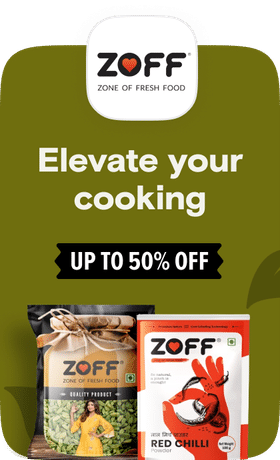 ZOFF®
ZONE OF FRESH FOOD
Elevate your
cooking
UP TO 50% OFF
ZOFF®
ZONE OF FRESH FOOD
QUALITY PRODUCT
ZOFF®
RED CHILLI
Powder